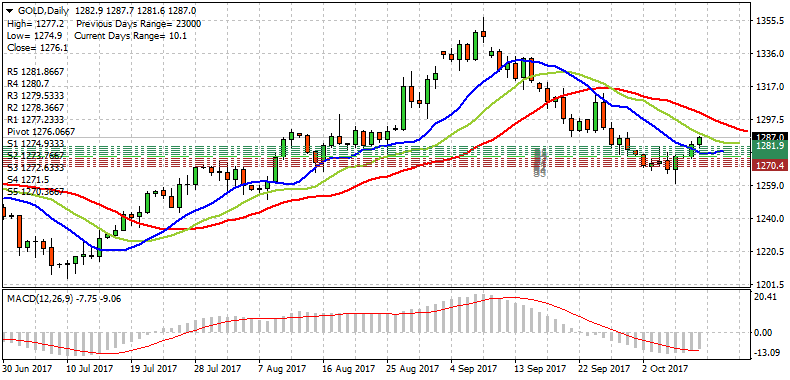 GOLD,Daily 1282.9 1287.7 1281.6 1287.0
High= 1277.2 Previous Days Range= 23000
Low= 1274.9 Current Days Range= 10.1
Close= 1276.1
R5 1281.8667
R4 1280.7
R3 1279.5333
R2 1278.3667
R1 1277.2333
Pivot 1276.0667
S1 1274.9333
S2 1273.7667
S3 1272.6333
S4 1271.5
S5 1270.3667
1355.5
1336.0
1317.0
1297.5
1287.0
1281.9
1270.4
1259.0
1240.0
1220.5
1201.5
MACD(12,26,9) -7.75 -9.06
20.41
0.00
-13.09
30 Jun 2017 10 Jul 2017 19 Jul 2017 28 Jul 2017 7 Aug 2017 16 Aug 2017 25 Aug 2017 4 Sep 2017 13 Sep 2017 22 Sep 2017 2 Oct 2017